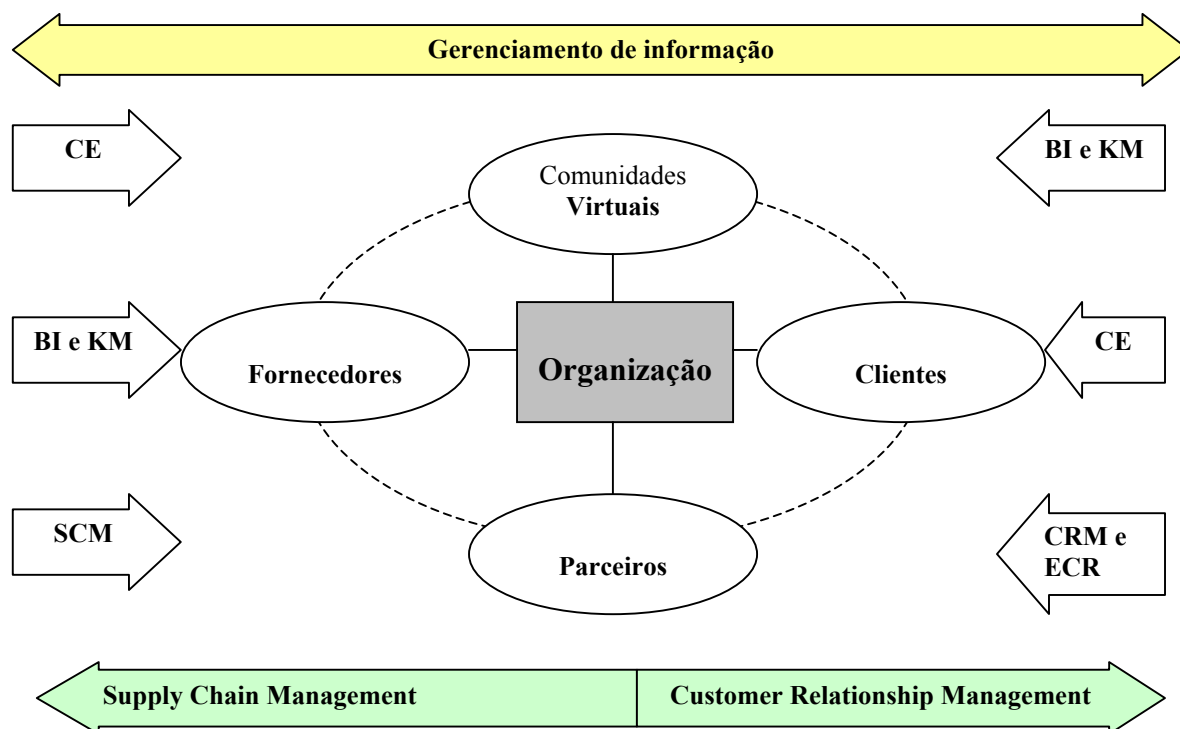 Gerenciamento de informação
CE
BI e KM
Comunidades
Virtuais
BI e KM
CE
Fornecedores
Organização
Clientes
SCM
CRM e
ECR
Parceiros
Supply Chain Management
Customer Relationship Management